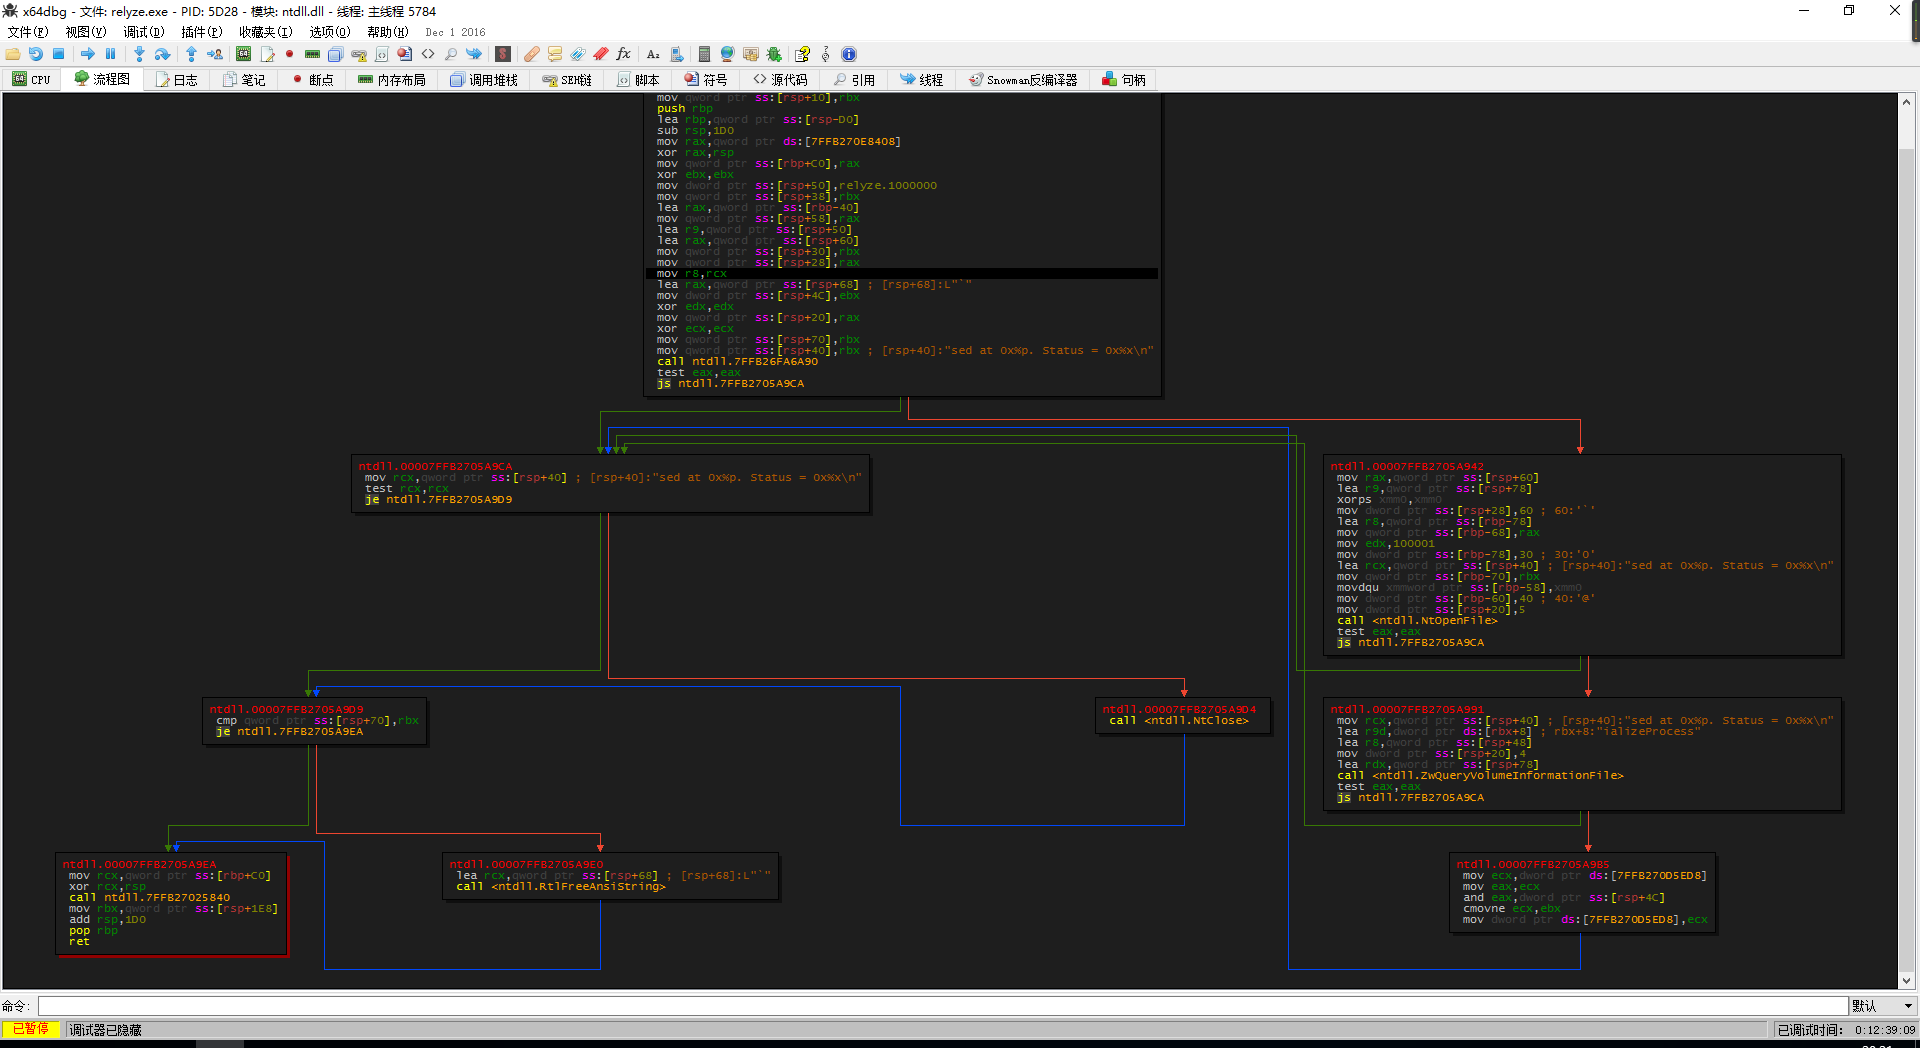 x64dbg - 文件: relyze.exe - PID: 5D28 - 模块: ntdll.dll - 线程: 主线程 5784
文件(F) 视图(V) 调试(D) 插件(P) 收藏夹(I) 选项(O) 帮助(H) Dec 1 2016
CPU 流程图 日志 笔记 断点 内存布局 调用堆栈 SEH链 脚本 符号 源代码 引用 线程 Snowman反编译器 句柄
mov qword ptr ss:[rsp+10],rbx
push rbp
lea rbp,qword ptr ss:[rsp-D0]
sub rsp,1D0
mov rax,qword ptr ds:[7FFB270E8408]
xor rax,rsp
mov qword ptr ss:[rbp+C0],rax
xor ebx,ebx
mov dword ptr ss:[rsp+50],relyze.1000000
mov qword ptr ss:[rsp+38],rbx
lea rax,qword ptr ss:[rbp-40]
mov qword ptr ss:[rsp+58],rax
lea r9,qword ptr ss:[rsp+50]
lea rax,qword ptr ss:[rsp+60]
mov qword ptr ss:[rsp+30],rbx
mov qword ptr ss:[rsp+28],rax
mov r8,rcx
lea rax,qword ptr ss:[rsp+68] ; [rsp+68]:L"`"
mov dword ptr ss:[rsp+4C],ebx
xor edx,edx
mov qword ptr ss:[rsp+20],rax
xor ecx,ecx
mov qword ptr ss:[rsp+70],rbx
mov qword ptr ss:[rsp+40],rbx ; [rsp+40]:"sed at 0x%p. Status = 0x%x\n"
call ntdll.7FFB26FA6A90
test eax,eax
js ntdll.7FFB2705A9CA
ntdll.00007FFB2705A9CA
mov rcx,qword ptr ss:[rsp+40] ; [rsp+40]:"sed at 0x%p. Status = 0x%x\n"
test rcx,rcx
je ntdll.7FFB2705A9D9
ntdll.00007FFB2705A942
mov rax,qword ptr ss:[rsp+60]
lea r9,qword ptr ss:[rsp+78]
xorps xmm0,xmm0
mov dword ptr ss:[rsp+28],60 ; 60:'`'
lea r8,qword ptr ss:[rbp-78]
mov qword ptr ss:[rbp-68],rax
mov edx,100001
mov dword ptr ss:[rbp-78],30 ; 30:'0'
lea rcx,qword ptr ss:[rsp+40] ; [rsp+40]:"sed at 0x%p. Status = 0x%x\n"
mov qword ptr ss:[rbp-70],rbx
movdqu xmmword ptr ss:[rbp-58],xmm0
mov dword ptr ss:[rbp-60],40 ; 40:'@'
mov dword ptr ss:[rsp+20],5
call <ntdll.NtOpenFile>
test eax,eax
js ntdll.7FFB2705A9CA
ntdll.00007FFB2705A9D9
cmp qword ptr ss:[rsp+70],rbx
je ntdll.7FFB2705A9EA
ntdll.00007FFB2705A9D4
call <ntdll.NtClose>
ntdll.00007FFB2705A991
mov rcx,qword ptr ss:[rsp+40] ; [rsp+40]:"sed at 0x%p. Status = 0x%x\n"
lea r9d,dword ptr ds:[rbx+8] ; rbx+8:"ializeProcess"
lea r8,qword ptr ss:[rsp+48]
mov dword ptr ss:[rsp+20],4
lea rdx,qword ptr ss:[rsp+78]
call <ntdll.ZwQueryVolumeInformationFile>
test eax,eax
js ntdll.7FFB2705A9CA
ntdll.00007FFB2705A9EA
mov rcx,qword ptr ss:[rbp+C0]
xor rcx,rsp
call ntdll.7FFB27025840
mov rbx,qword ptr ss:[rsp+1E8]
add rsp,1D0
pop rbp
ret
ntdll.00007FFB2705A9E0
lea rcx,qword ptr ss:[rsp+68] ; [rsp+68]:L"`"
call <ntdll.RtlFreeAnsiString>
ntdll.00007FFB2705A9B5
mov ecx,dword ptr ds:[7FFB270D5ED8]
mov eax,ecx
and eax,dword ptr ss:[rsp+4C]
cmovne ecx,ebx
mov dword ptr ds:[7FFB270D5ED8],ecx
命令: 默认
已暂停 调试器已隐藏 已调试时间: 0:12:39:09